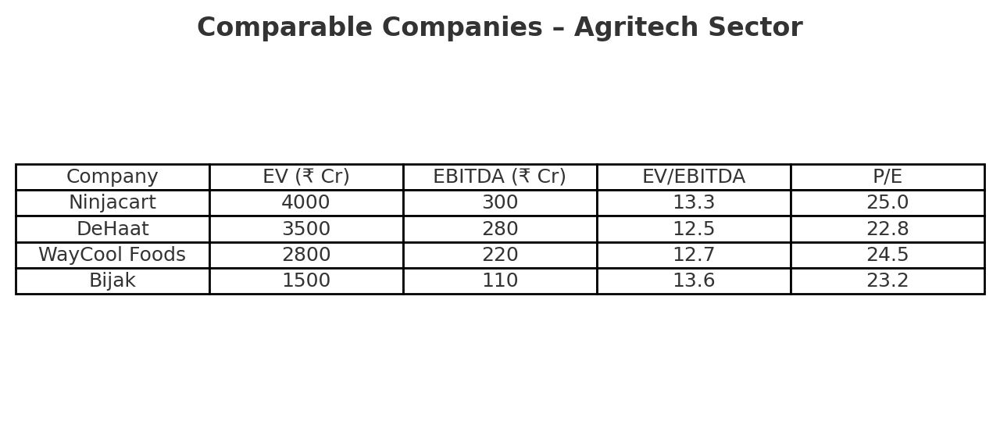 Comparable Companies – Agritech Sector
Company EV (₹ Cr) EBITDA (₹ Cr) EV/EBITDA P/E
Ninjacart 4000 300 13.3 25.0
DeHaat 3500 280 12.5 22.8
WayCool Foods 2800 220 12.7 24.5
Bijak 1500 110 13.6 23.2